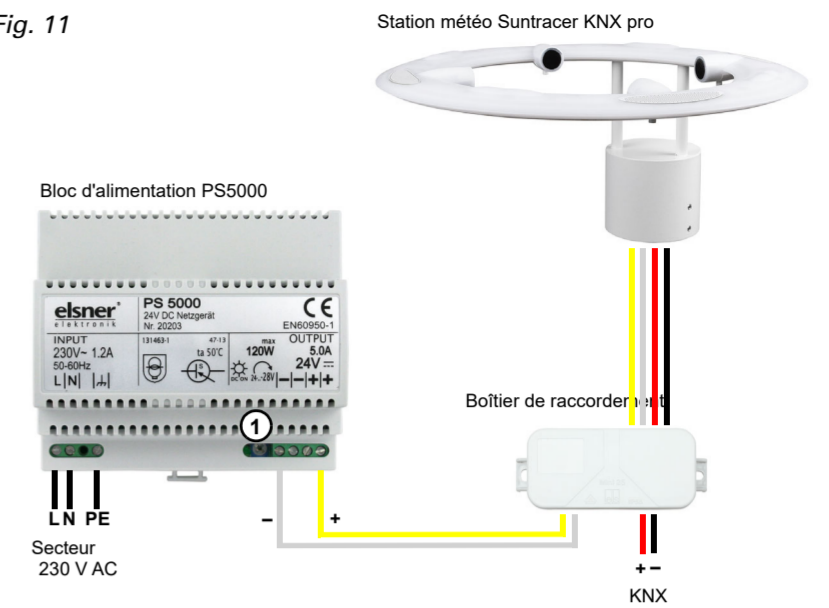 Fig. 11
Station météo Suntracer KNX pro
Bloc d'alimentation PS5000
elsner
elektronik
PS 5000
24V DC Netzgerät
Nr. 20203
CE
EN60950-1
INPUT
230V~ 1.2A
50-60Hz
L|N|
131463-1
47-13
ta 50°C
max
120W
OUTPUT
5.0A
24V
DC ON
24...28V
|−|−|+|+
Boîtier de raccordement
1
L N PE
− +
Secteur
230 V AC
+ −
KNX